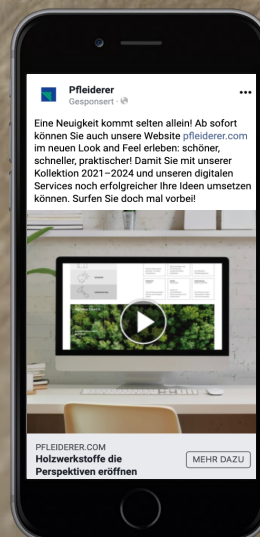 Pfleiderer
Gesponsert ·
Eine Neuigkeit kommt selten allein! Ab sofort
können Sie auch unsere Website pfleiderer.com
im neuen Look and Feel erleben: schöner,
schneller, praktischer! Damit Sie mit unserer
Kollektion 2021–2024 und unseren digitalen
Services noch erfolgreicher Ihre Ideen umsetzen
können. Surfen Sie doch mal vorbei!
PFLEIDERER.COM
Holzwerkstoffe die
Perspektiven eröffnen
MEHR DAZU